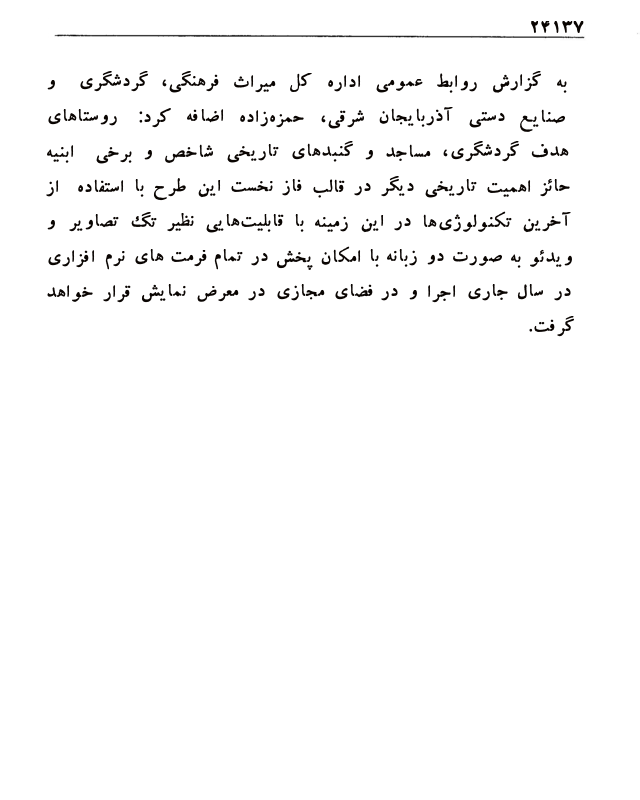 ۲۴۱۳۷
به گزارش روابط عمومی اداره کل میراث فرهنگی، گردشگری و
صنایع دستی آذربایجان شرقی، حمزه‌زاده اضافه کرد: روستاهای
هدف گردشگری، مساجد و گنبدهای تاریخی شاخص و برخی ابنیه
حائز اهمیت تاریخی دیگر در قالب فاز نخست این طرح با استفاده از
آخرین تکنولوژی‌ها در این زمینه با قابلیت‌هایی نظیر تگ تصاویر و
ویدئو به صورت دو زبانه با امکان پخش در تمام فرمت های نرم افزاری
در سال جاری اجرا و در فضای مجازی در معرض نمایش قرار خواهد
گرفت.